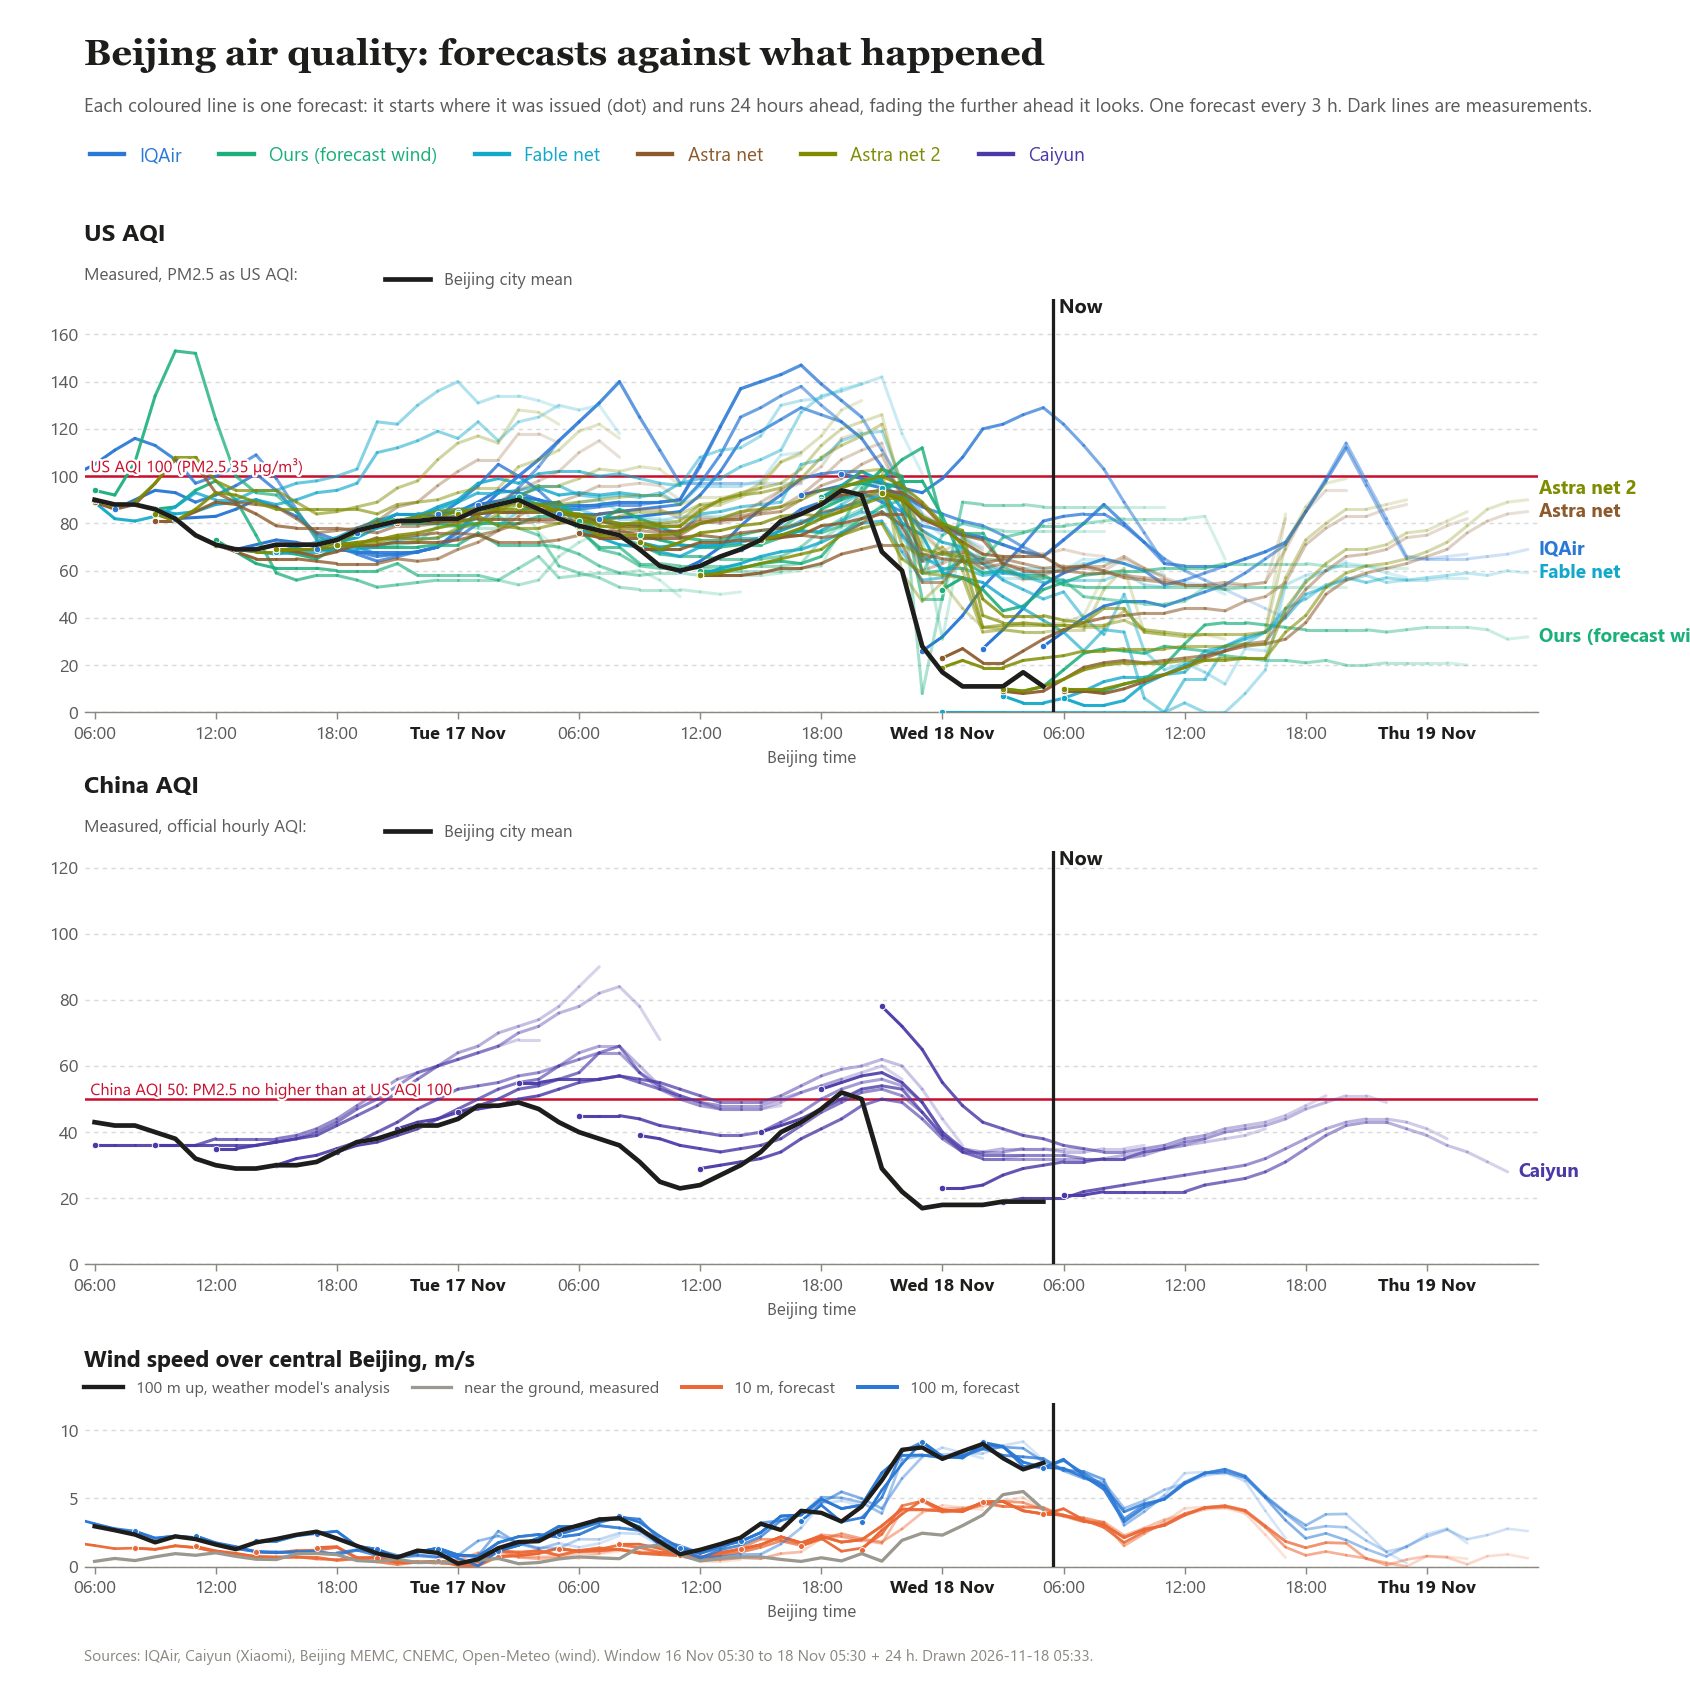 Beijing air quality: forecasts against what happened
Each coloured line is one forecast: it starts where it was issued (dot) and runs 24 hours ahead, fading the further ahead it looks. One forecast every 3 h. Dark lines are measurements.
IQAir Ours (forecast wind) Fable net Astra net Astra net 2 Caiyun
US AQI
Measured, PM2.5 as US AQI: Beijing city mean
Now
160
140
120
100
80
60
40
20
0
US AQI 100 (PM2.5 35 µg/m³)
Astra net 2
Astra net
IQAir
Fable net
Ours (forecast wi
06:00 12:00 18:00 Tue 17 Nov 06:00 12:00 18:00 Wed 18 Nov 06:00 12:00 18:00 Thu 19 Nov
Beijing time
China AQI
Measured, official hourly AQI: Beijing city mean
Now
120
100
80
60
40
20
0
China AQI 50: PM2.5 no higher than at US AQI 100
Caiyun
06:00 12:00 18:00 Tue 17 Nov 06:00 12:00 18:00 Wed 18 Nov 06:00 12:00 18:00 Thu 19 Nov
Beijing time
Wind speed over central Beijing, m/s
100 m up, weather model's analysis near the ground, measured 10 m, forecast 100 m, forecast
10
5
0
06:00 12:00 18:00 Tue 17 Nov 06:00 12:00 18:00 Wed 18 Nov 06:00 12:00 18:00 Thu 19 Nov
Beijing time
Sources: IQAir, Caiyun (Xiaomi), Beijing MEMC, CNEMC, Open-Meteo (wind). Window 16 Nov 05:30 to 18 Nov 05:30 + 24 h. Drawn 2026-11-18 05:33.